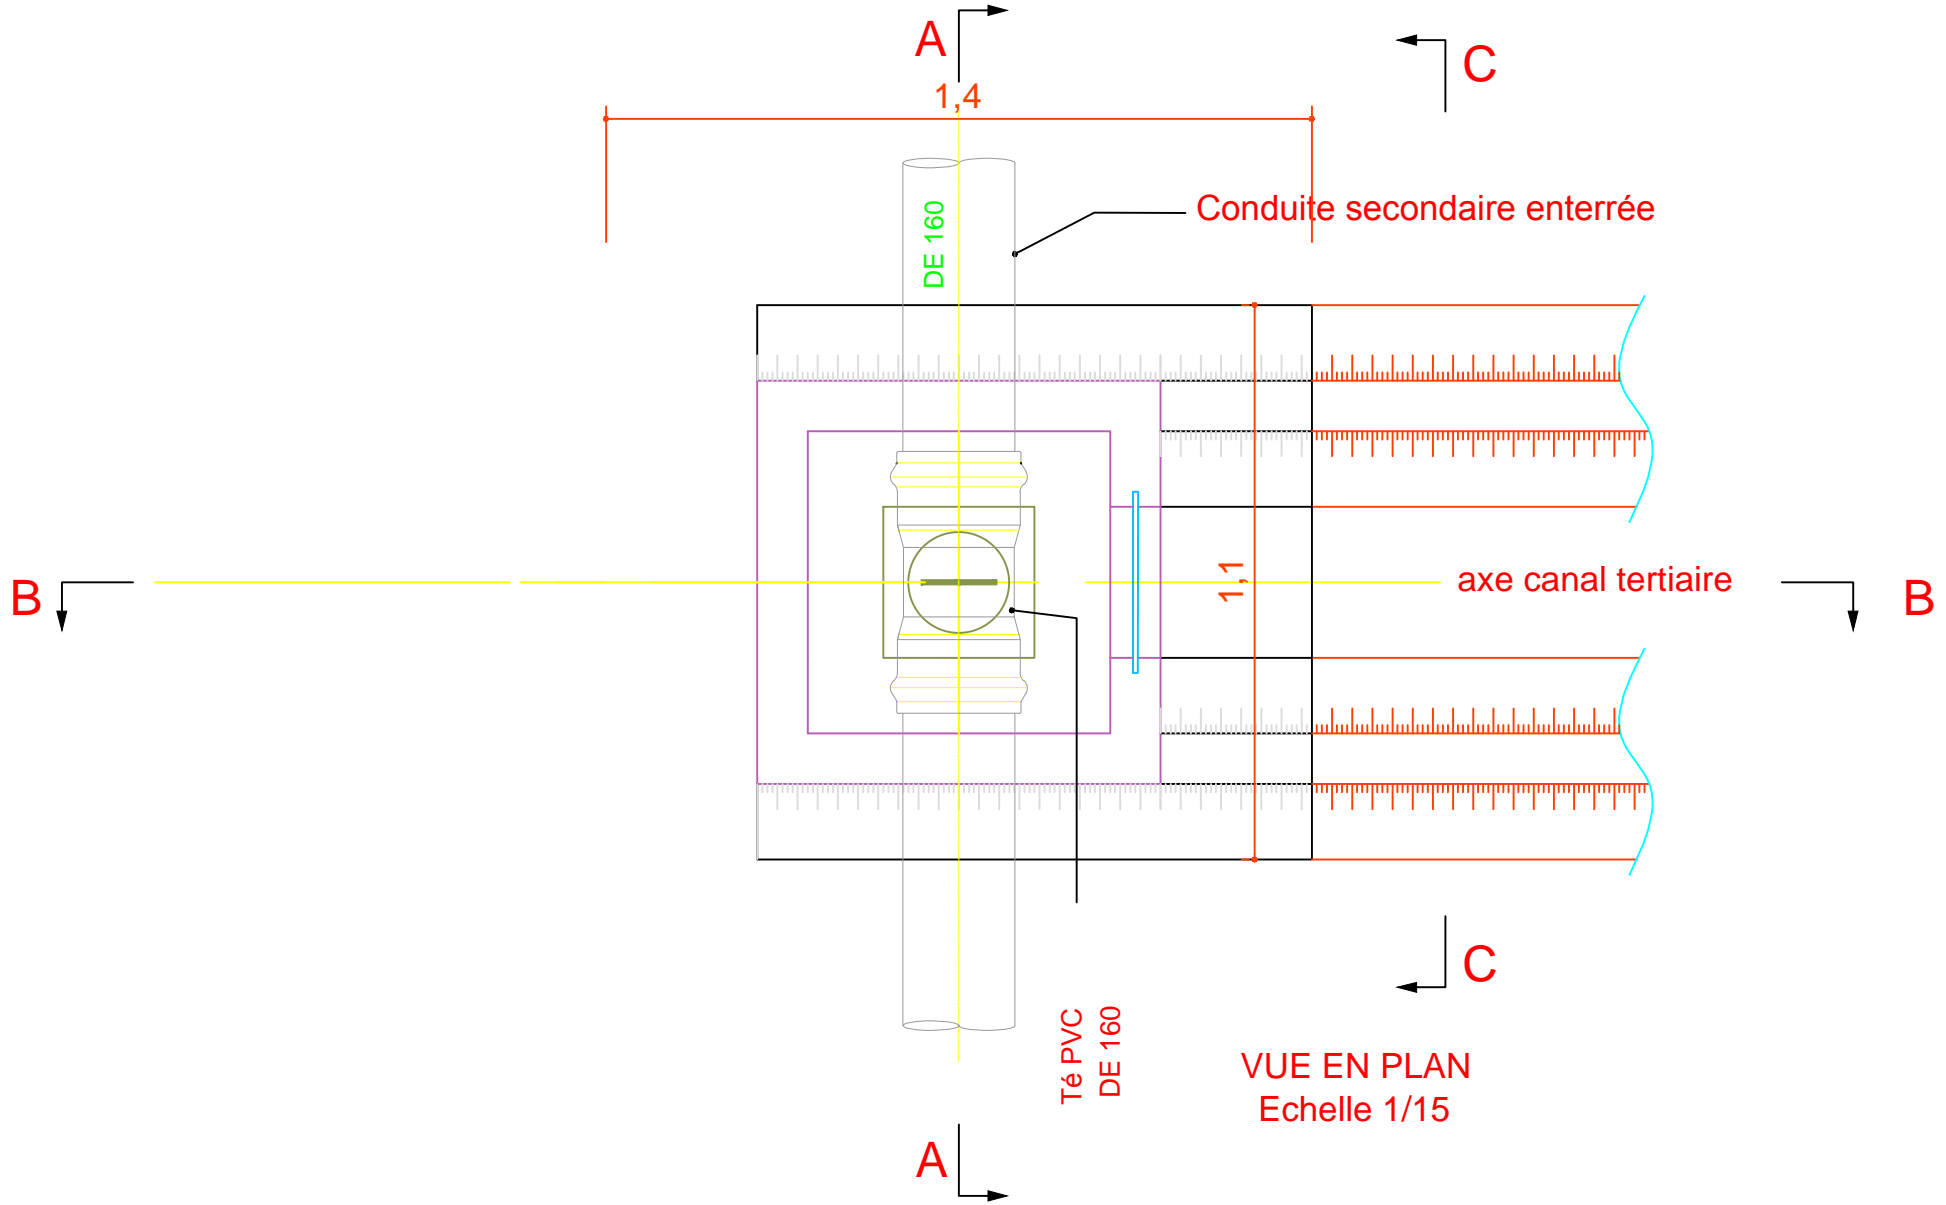 A
C
1,4
Conduite secondaire enterrée
DE 160
B
1,1
axe canal tertiaire
B
C
Té PVC
DE 160
VUE EN PLAN
Echelle 1/15
A